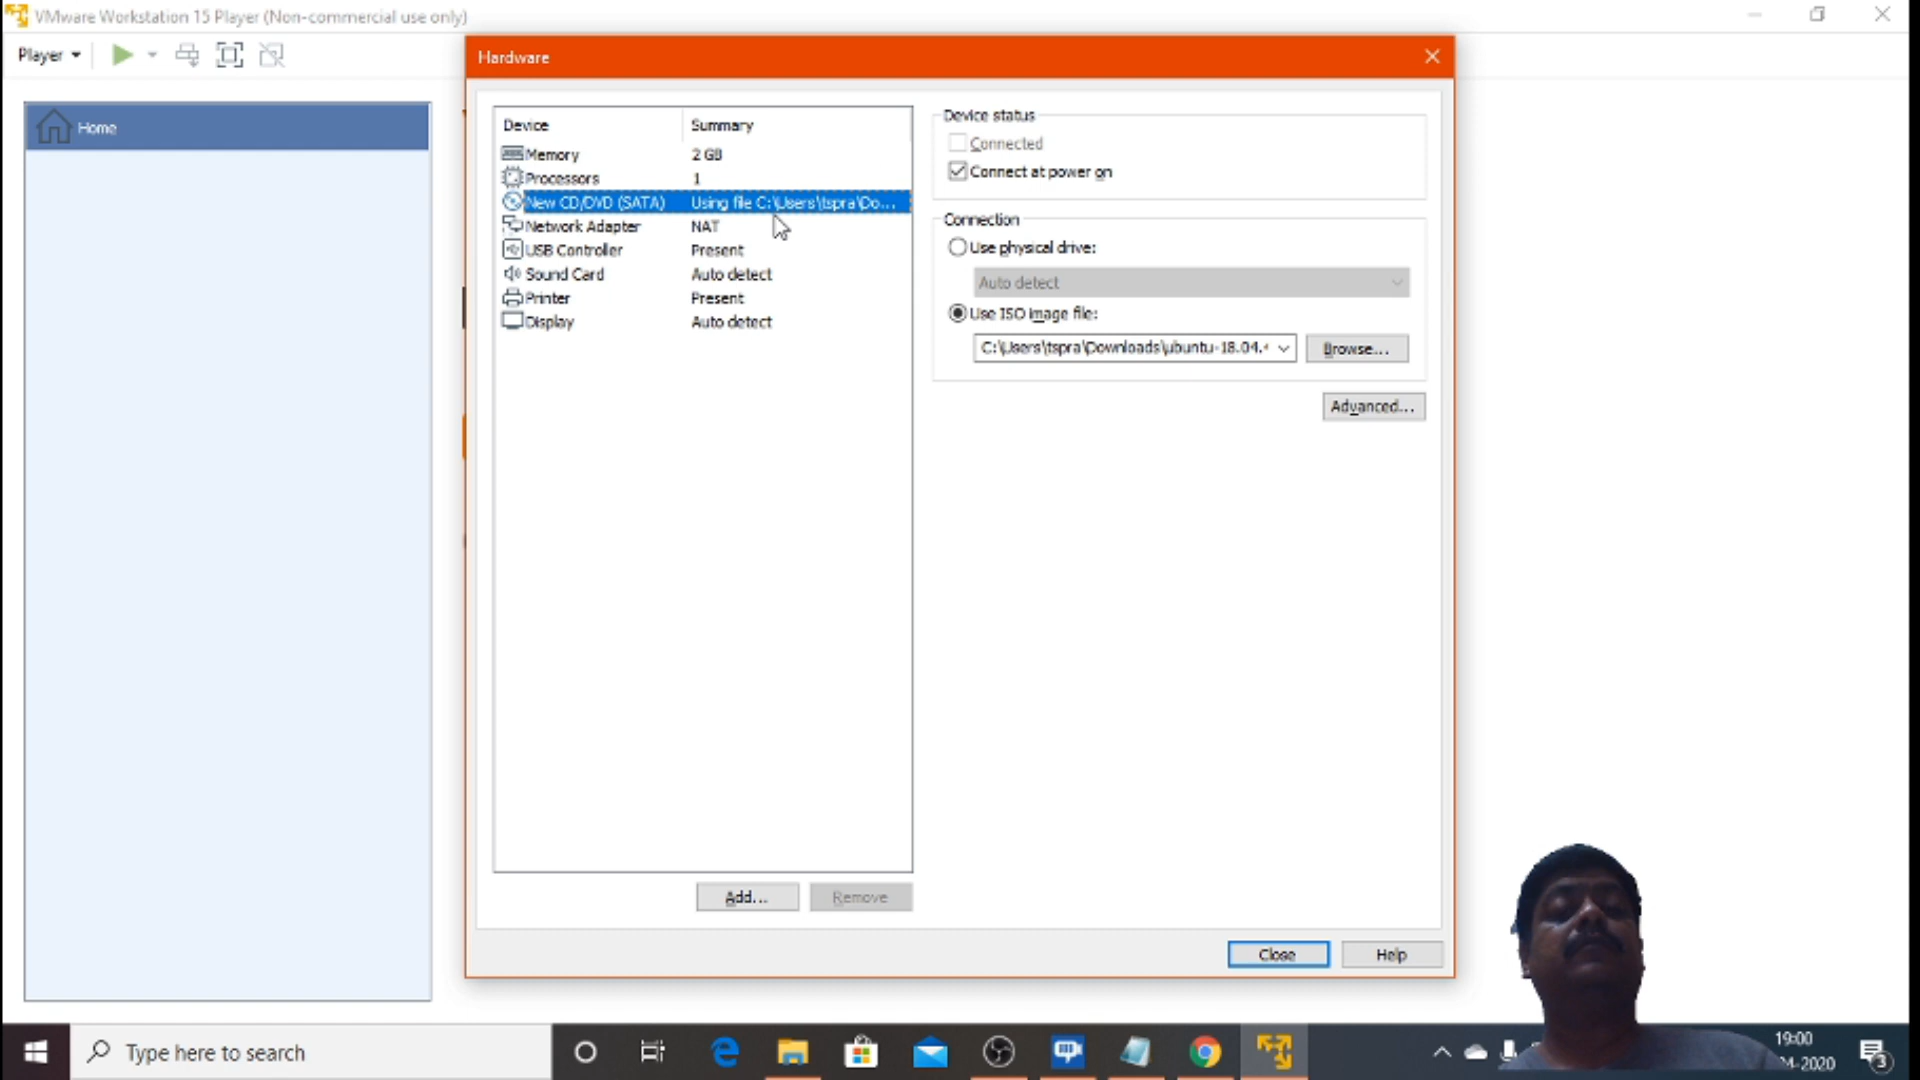 VMware Workstation 15 Player (Non-commercial use only)
Player
Hardware
Home
Device Summary
Memory 2 GB
Processors 1
New CD/DVD (SATA) Using file C:\Users\tspra\Do...
Network Adapter NAT
USB Controller Present
Sound Card Auto detect
Printer Present
Display Auto detect
Add... Remove
Device status
Connected
Connect at power on
Connection
Use physical drive:
Auto detect
Use ISO image file:
C:\Users\tspra\Downloads\ubuntu-18.04.
Browse...
Advanced...
Close Help
Type here to search
19:00
-2020
3